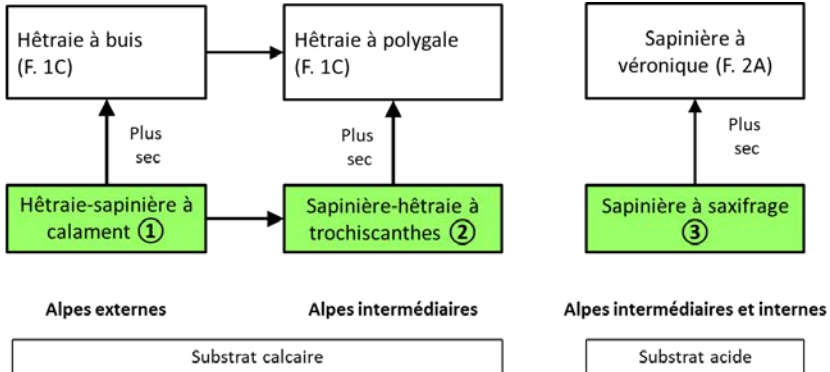 Hêtraie à buis
(F. 1C)
Hêtraie à polygale
(F. 1C)
Sapinière à
véronique (F. 2A)
Plus
sec
Plus
sec
Plus
sec
Hêtraie-sapinière à
calament ①
Sapinière-hêtraie à
trochiscanthes ②
Sapinière à saxifrage
③
Alpes externes
Alpes intermédiaires
Alpes intermédiaires et internes
Substrat calcaire
Substrat acide